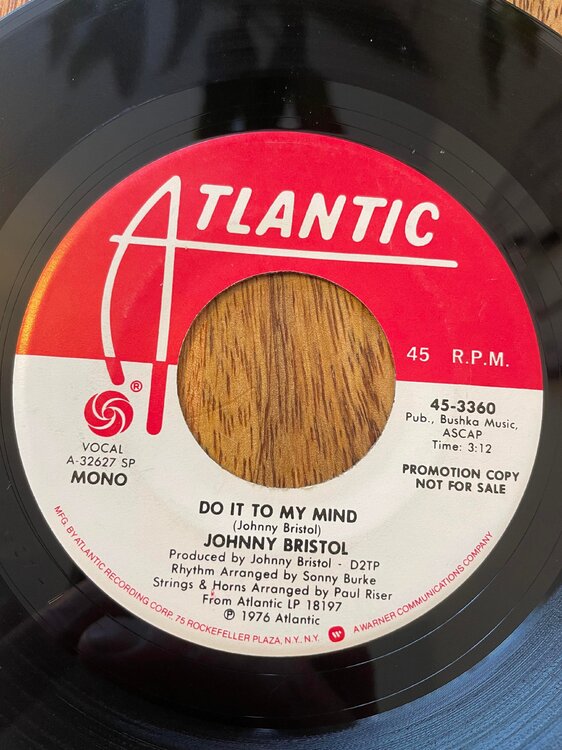 ATLANTIC
45 R.P.M.
®
VOCAL
A-32627 SP
MONO
45-3360
Pub., Bushka Music,
ASCAP
Time: 3:12
PROMOTION COPY
NOT FOR SALE
DO IT TO MY MIND
(Johnny Bristol)
JOHNNY BRISTOL
Produced by Johnny Bristol - D2TP
Rhythm Arranged by Sonny Burke
Strings & Horns Arranged by Paul Riser
From Atlantic LP 18197
℗ 1976 Atlantic
MFG. BY ATLANTIC RECORDING CORP. 75 ROCKEFELLER PLAZA, N.Y., N.Y. A WARNER COMMUNICATIONS COMPANY